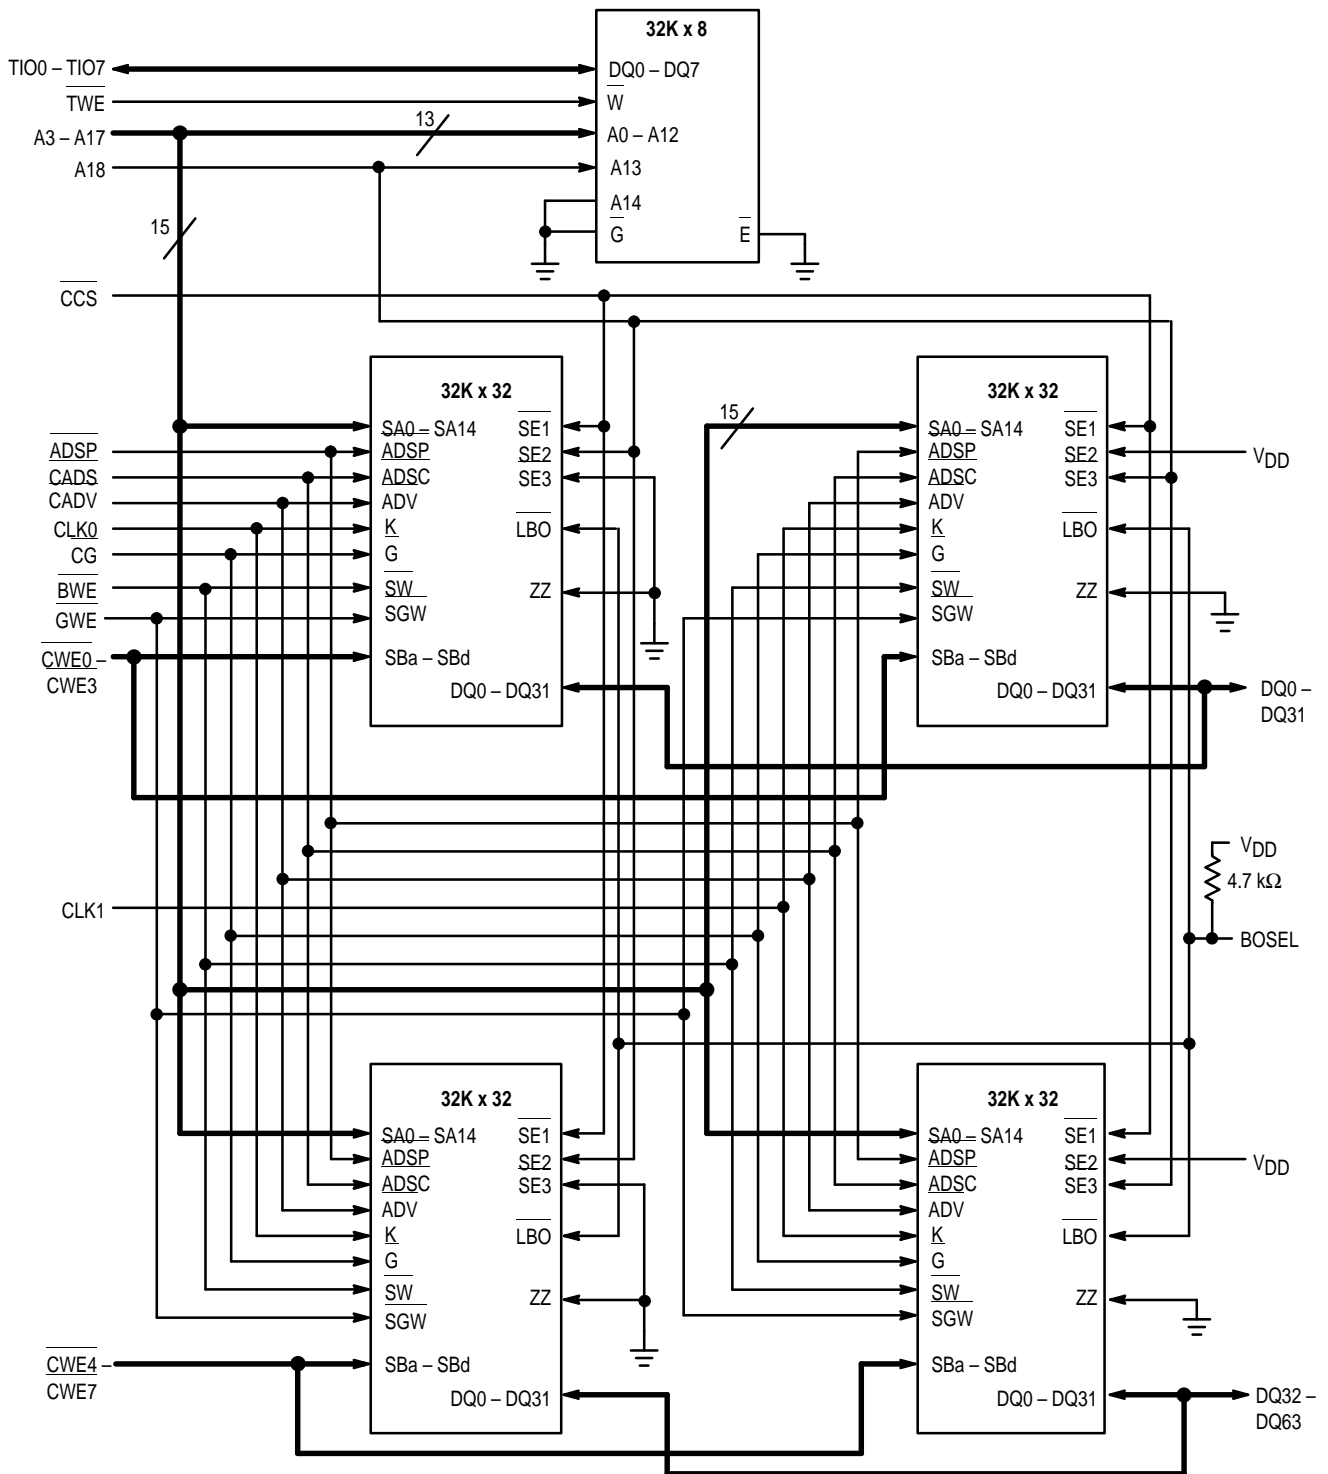 32K x 8
TIO0 – TIO7
DQ0 – DQ7
TWE
W
13
A3 – A17
A0 – A12
A18
A13
A14
15
G
E
CCS
32K x 32
32K x 32
15
SA0 – SA14
SE1
SA0 – SA14
SE1
ADSP
ADSP
SE2
ADSP
SE2
VDD
CADS
ADSC
SE3
ADSC
SE3
CADV
ADV
ADV
CLK0
K
LBO
K
LBO
CG
G
G
BWE
SW
ZZ
SW
ZZ
GWE
SGW
SGW
CWE0 –
CWE3
SBa – SBd
SBa – SBd
DQ0 – DQ31
DQ0 – DQ31
DQ0 –
DQ31
VDD
4.7 kΩ
CLK1
BOSEL
32K x 32
32K x 32
SA0 – SA14
SE1
SA0 – SA14
SE1
ADSP
SE2
ADSP
SE2
VDD
ADSC
SE3
ADSC
SE3
ADV
ADV
K
LBO
K
LBO
G
G
SW
ZZ
SW
ZZ
SGW
SGW
CWE4 –
CWE7
SBa – SBd
SBa – SBd
DQ0 – DQ31
DQ0 – DQ31
DQ32 –
DQ63